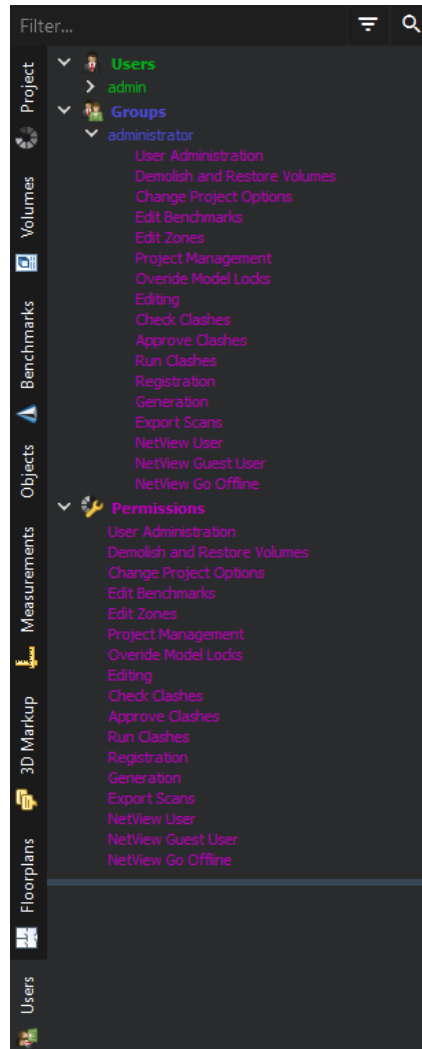 Filter...
Project
Volumes
Benchmarks
Objects
Measurements
3D Markup
Floorplans
Users
Users
admin
Groups
administrator
User Administration
Demolish and Restore Volumes
Change Project Options
Edit Benchmarks
Edit Zones
Project Management
Overide Model Locks
Editing
Check Clashes
Approve Clashes
Run Clashes
Registration
Generation
Export Scans
NetView User
NetView Guest User
NetView Go Offline
Permissions
User Administration
Demolish and Restore Volumes
Change Project Options
Edit Benchmarks
Edit Zones
Project Management
Overide Model Locks
Editing
Check Clashes
Approve Clashes
Run Clashes
Registration
Generation
Export Scans
NetView User
NetView Guest User
NetView Go Offline